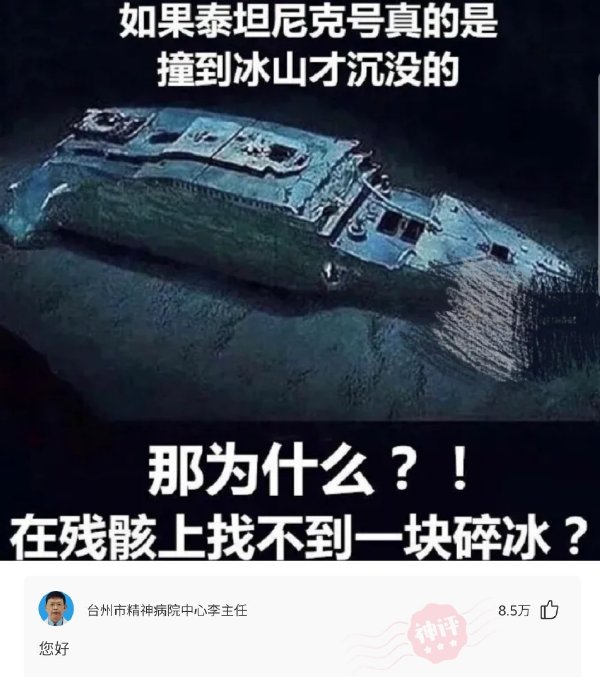 如果泰坦尼克号真的是
撞到冰山才沉没的
那为什么？！
在残骸上找不到一块碎冰？
台州市精神病院中心李主任
8.5万
您好
神评